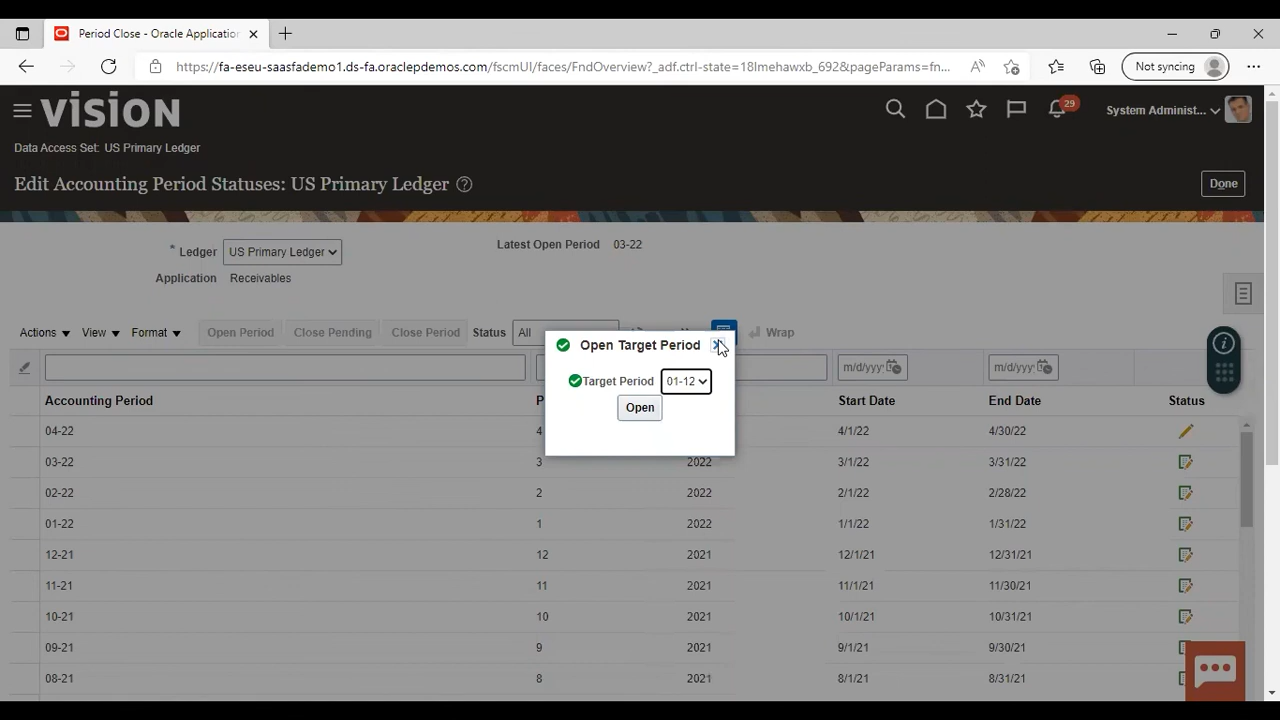 Period Close - Oracle Application
https://fa-eseu-saasfademo1.ds-fa.oraclepdemos.com/fscmUI/faces/FndOverview?_adf.ctrl-state=18lmehawxb_692&pageParams=fn...
Not syncing
VISION
29
System Administ...
Data Access Set: US Primary Ledger
Edit Accounting Period Statuses: US Primary Ledger
Done
* Ledger US Primary Ledger
Latest Open Period 03-22
Application Receivables
Actions View Format Open Period Close Pending Close Period Status All Wrap
Open Target Period
Target Period 01-12
Open
m/d/yyy m/d/yyy
Accounting Period Start Date End Date Status
04-22 4 4/1/22 4/30/22
03-22 3 2022 3/1/22 3/31/22
02-22 2 2022 2/1/22 2/28/22
01-22 1 2022 1/1/22 1/31/22
12-21 12 2021 12/1/21 12/31/21
11-21 11 2021 11/1/21 11/30/21
10-21 10 2021 10/1/21 10/31/21
09-21 9 2021 9/1/21 9/30/21
08-21 8 2021 8/1/21 8/31/21